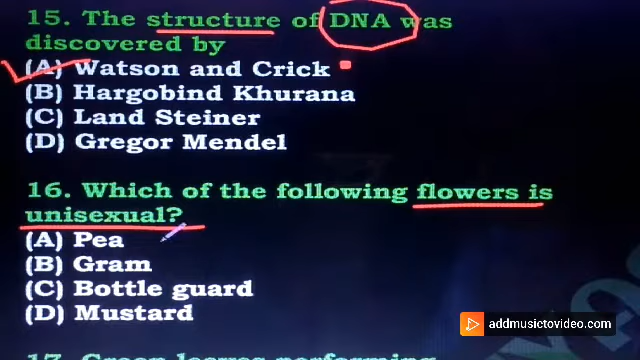 15. The structure of DNA was
discovered by
(A) Watson and Crick
(B) Hargobind Khurana
(C) Land Steiner
(D) Gregor Mendel
16. Which of the following flowers is
unisexual?
(A) Pea
(B) Gram
(C) Bottle guard
(D) Mustard
17. Green leaves performing
addmusictovideo.com